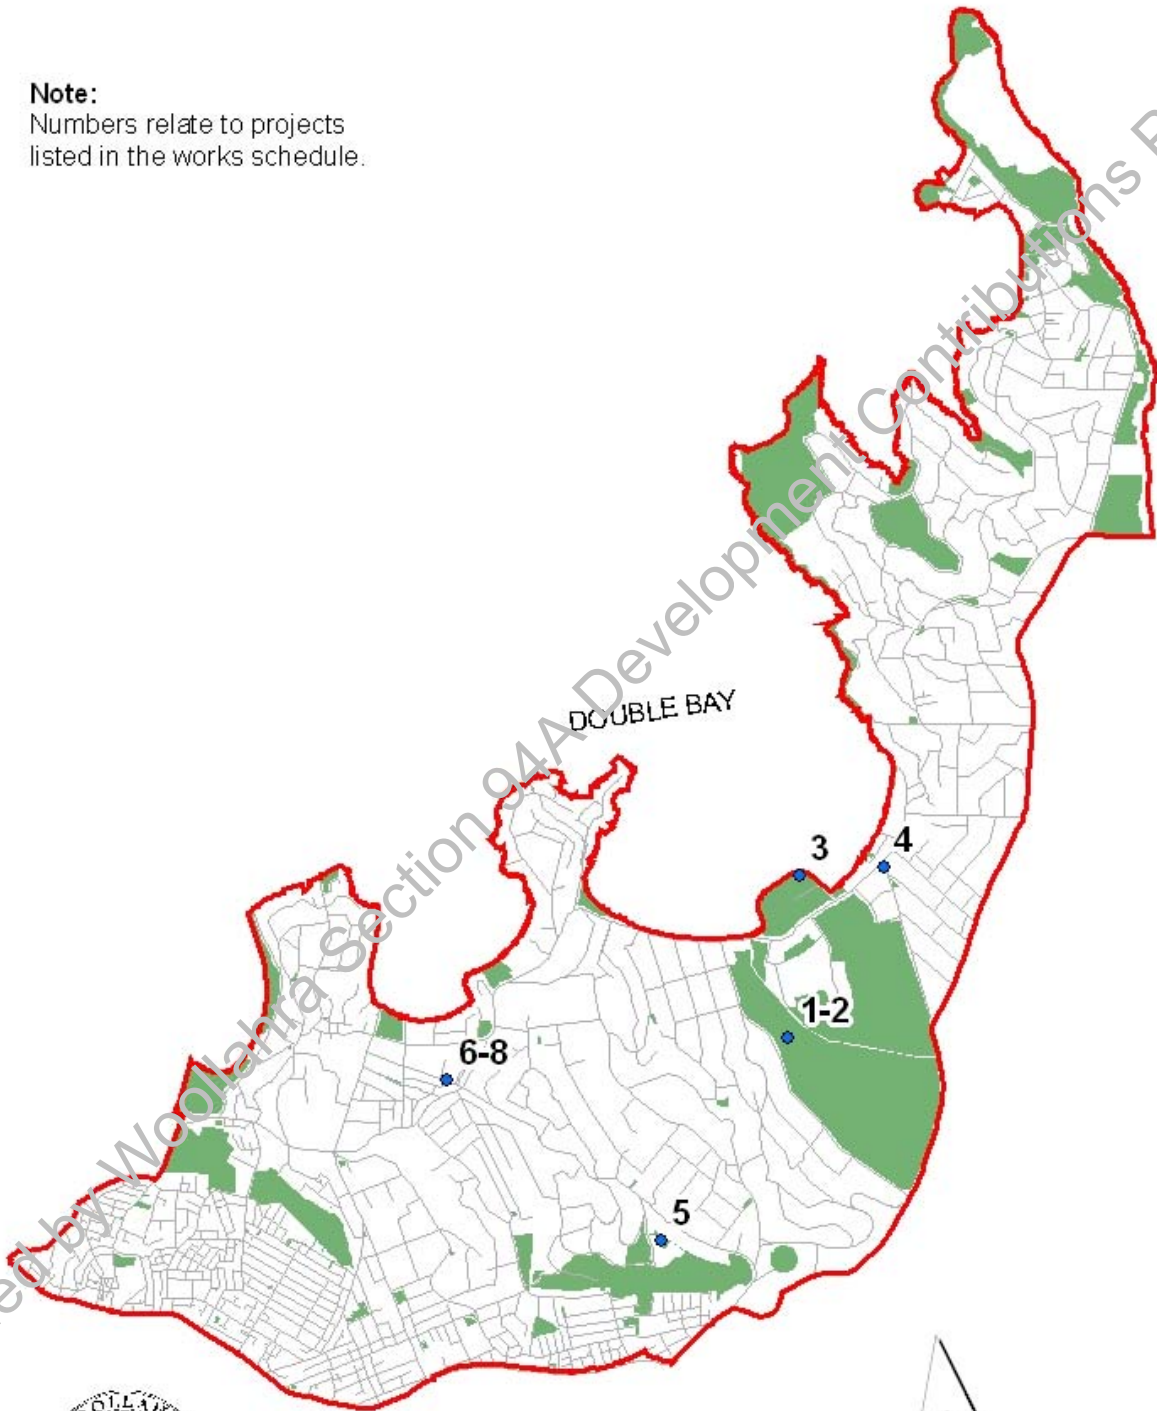 Note:
Numbers relate to projects
listed in the works schedule.
DOUBLE BAY
3
4
1-2
6-8
5
by Woollahra Section 94A Development Contributions